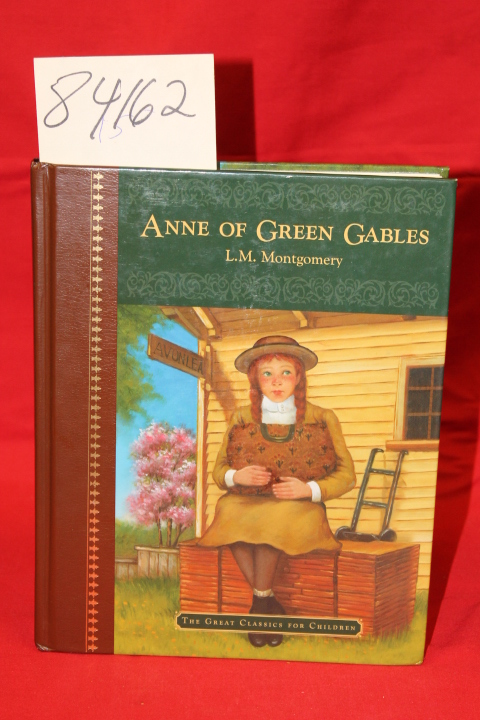 84162
ANNE OF GREEN GABLES
L.M. Montgomery
AVONLEA
THE GREAT CLASSICS FOR CHILDREN